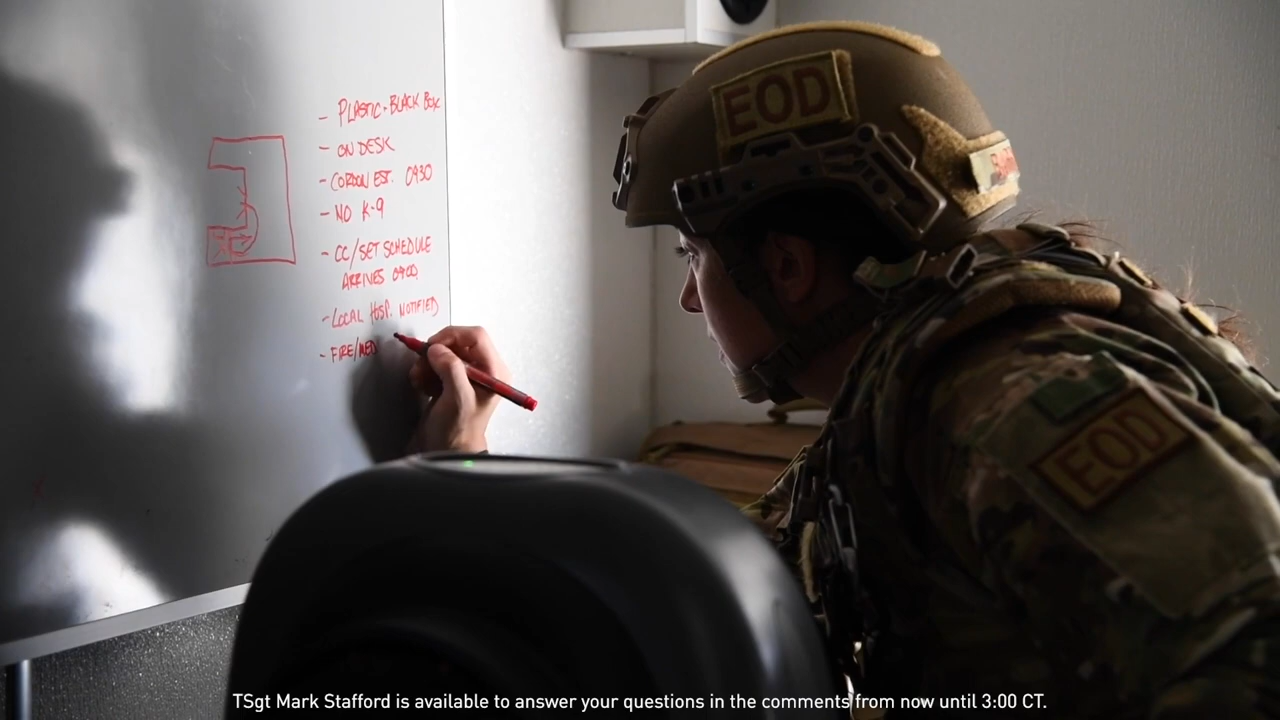 EOD
- PLASTIC - BLACK BOX
- ON DESK
- CORDON EST. 0930
- NO K-9
- CC/SET SCHEDULE
ARRIVES 0900
- LOCAL HOSP. NOTIFIED
- FIRE/MED
EOD
TSgt Mark Stafford is available to answer your questions in the comments from now until 3:00 CT.